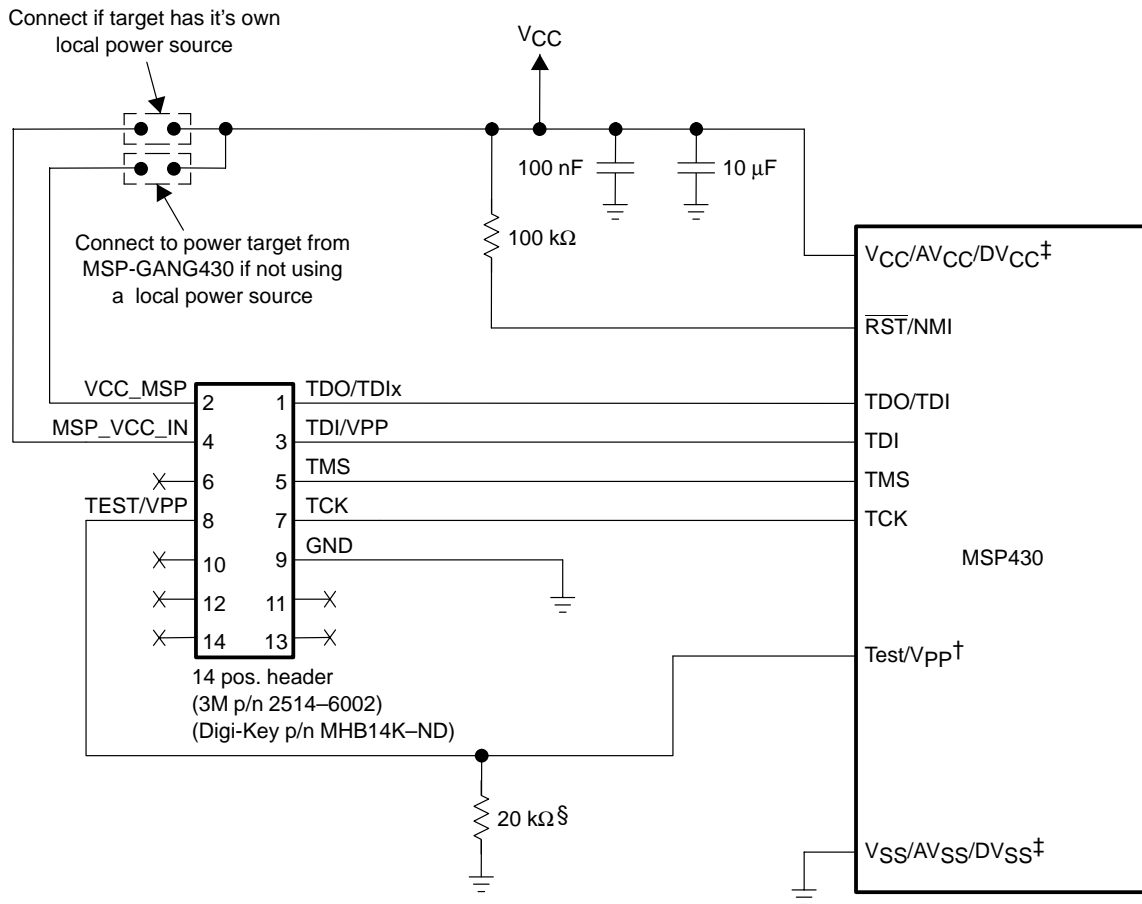 Connect if target has it's own
local power source
VCC
100 nF
10 μF
100 kΩ
Connect to power target from
MSP-GANG430 if not using
a local power source
VCC/AVCC/DVCC‡
RST/NMI
VCC_MSP
2
1
TDO/TDIx
TDO/TDI
MSP_VCC_IN
4
3
TDI/VPP
TDI
6
5
TMS
TMS
TEST/VPP
8
7
TCK
TCK
10
9
GND
MSP430
12
11
14
13
Test/VPP†
14 pos. header
(3M p/n 2514–6002)
(Digi-Key p/n MHB14K–ND)
20 kΩ§
VSS/AVSS/DVSS‡